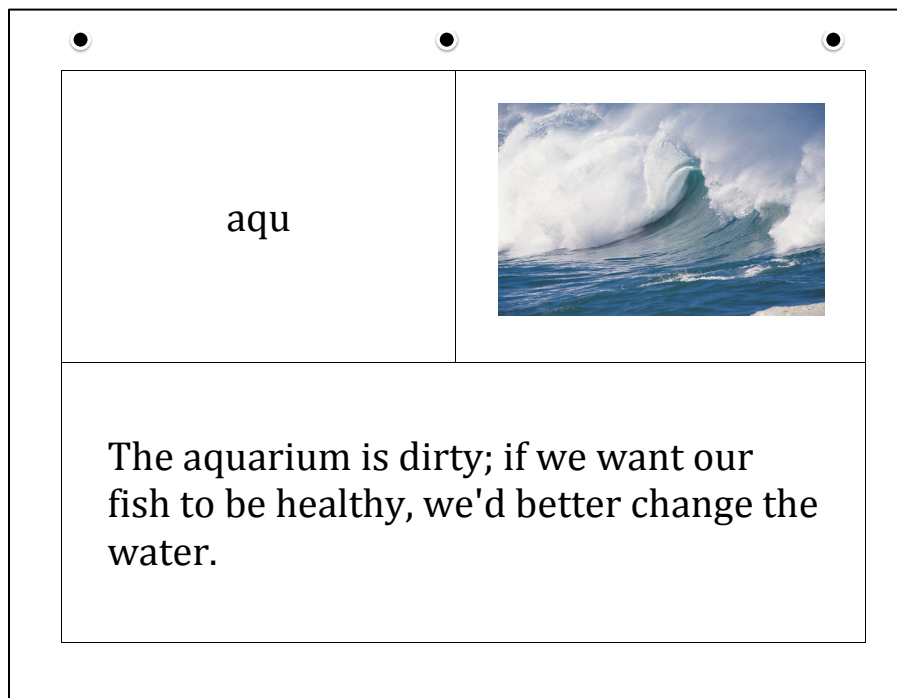 aqu
The aquarium is dirty; if we want our
fish to be healthy, we'd better change the
water.